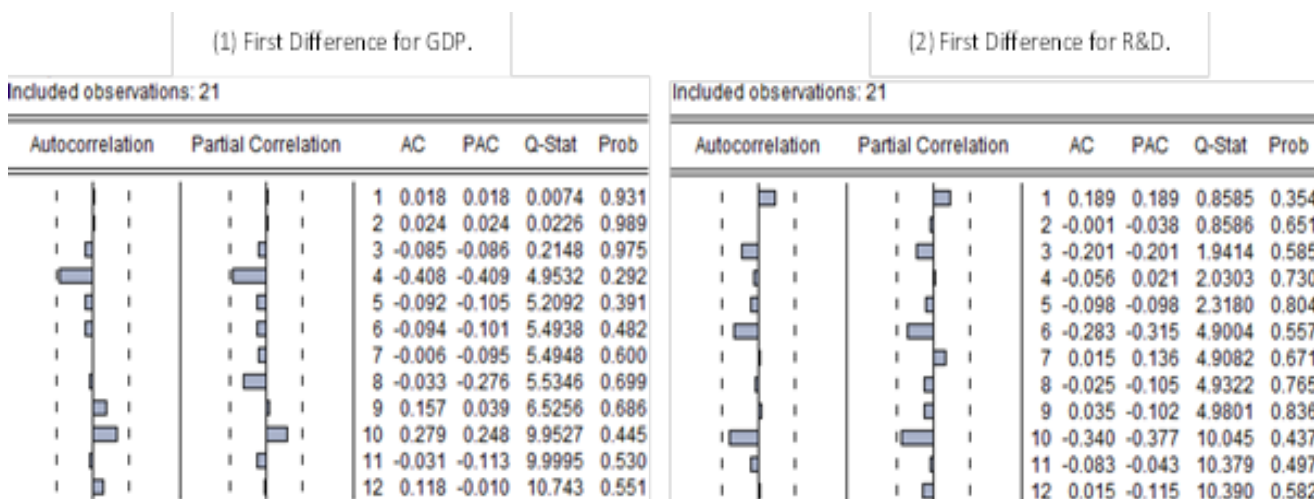 (1) First Difference for GDP.
Included observations: 21
Autocorrelation Partial Correlation AC PAC Q-Stat Prob
1 0.018 0.018 0.0074 0.931
2 0.024 0.024 0.0226 0.989
3 -0.085 -0.086 0.2148 0.975
4 -0.408 -0.409 4.9532 0.292
5 -0.092 -0.105 5.2092 0.391
6 -0.094 -0.101 5.4938 0.482
7 -0.006 -0.095 5.4948 0.600
8 -0.033 -0.276 5.5346 0.699
9 0.157 0.039 6.5256 0.686
10 0.279 0.248 9.9527 0.445
11 -0.031 -0.113 9.9995 0.530
12 0.118 -0.010 10.743 0.551
(2) First Difference for R&D.
Included observations: 21
Autocorrelation Partial Correlation AC PAC Q-Stat Prob
1 0.189 0.189 0.8585 0.354
2 -0.001 -0.038 0.8586 0.651
3 -0.201 -0.201 1.9414 0.585
4 -0.056 0.021 2.0303 0.730
5 -0.098 -0.098 2.3180 0.804
6 -0.283 -0.315 4.9004 0.557
7 0.015 0.136 4.9082 0.671
8 -0.025 -0.105 4.9322 0.765
9 0.035 -0.102 4.9801 0.836
10 -0.340 -0.377 10.045 0.437
11 -0.083 -0.043 10.379 0.497
12 0.015 -0.115 10.390 0.582